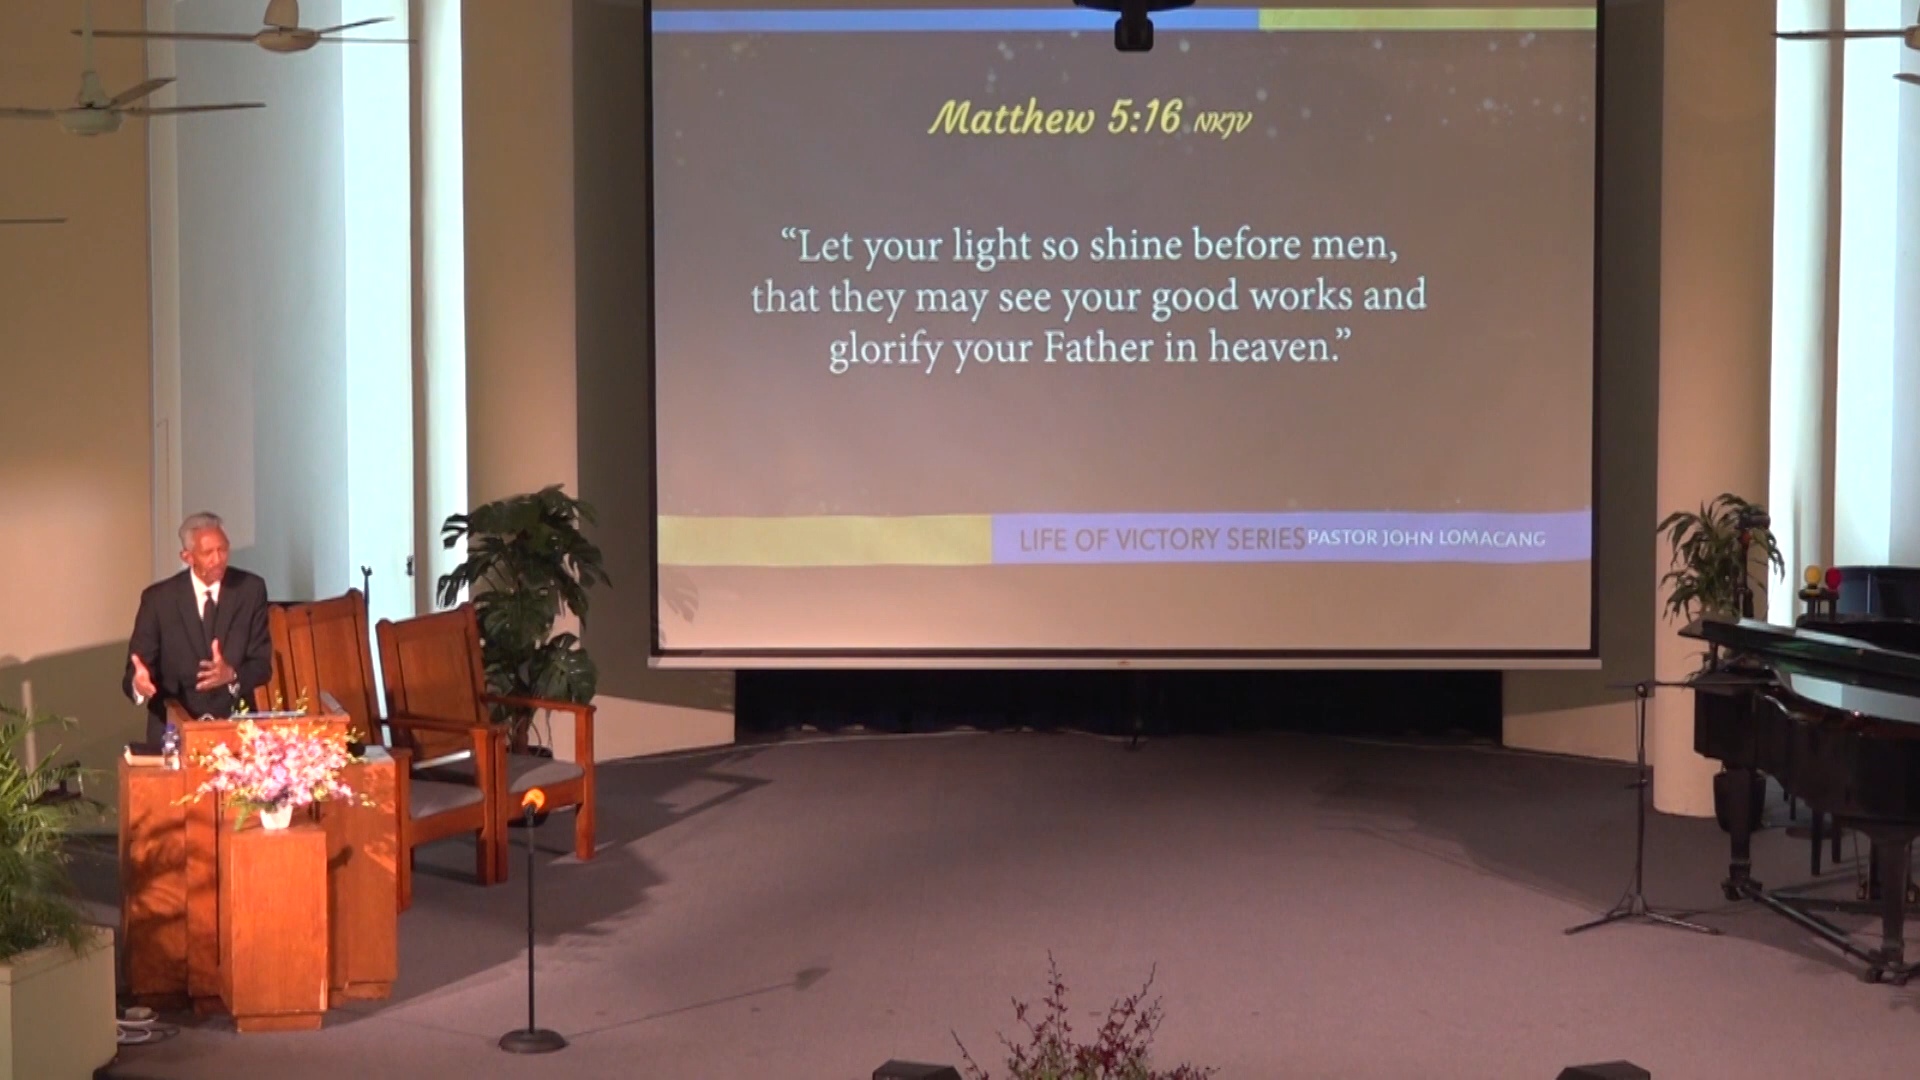 Matthew 5:16 NKJV
“Let your light so shine before men,
that they may see your good works and
glorify your Father in heaven.”
LIFE OF VICTORY SERIES PASTOR JOHN LOMACANG